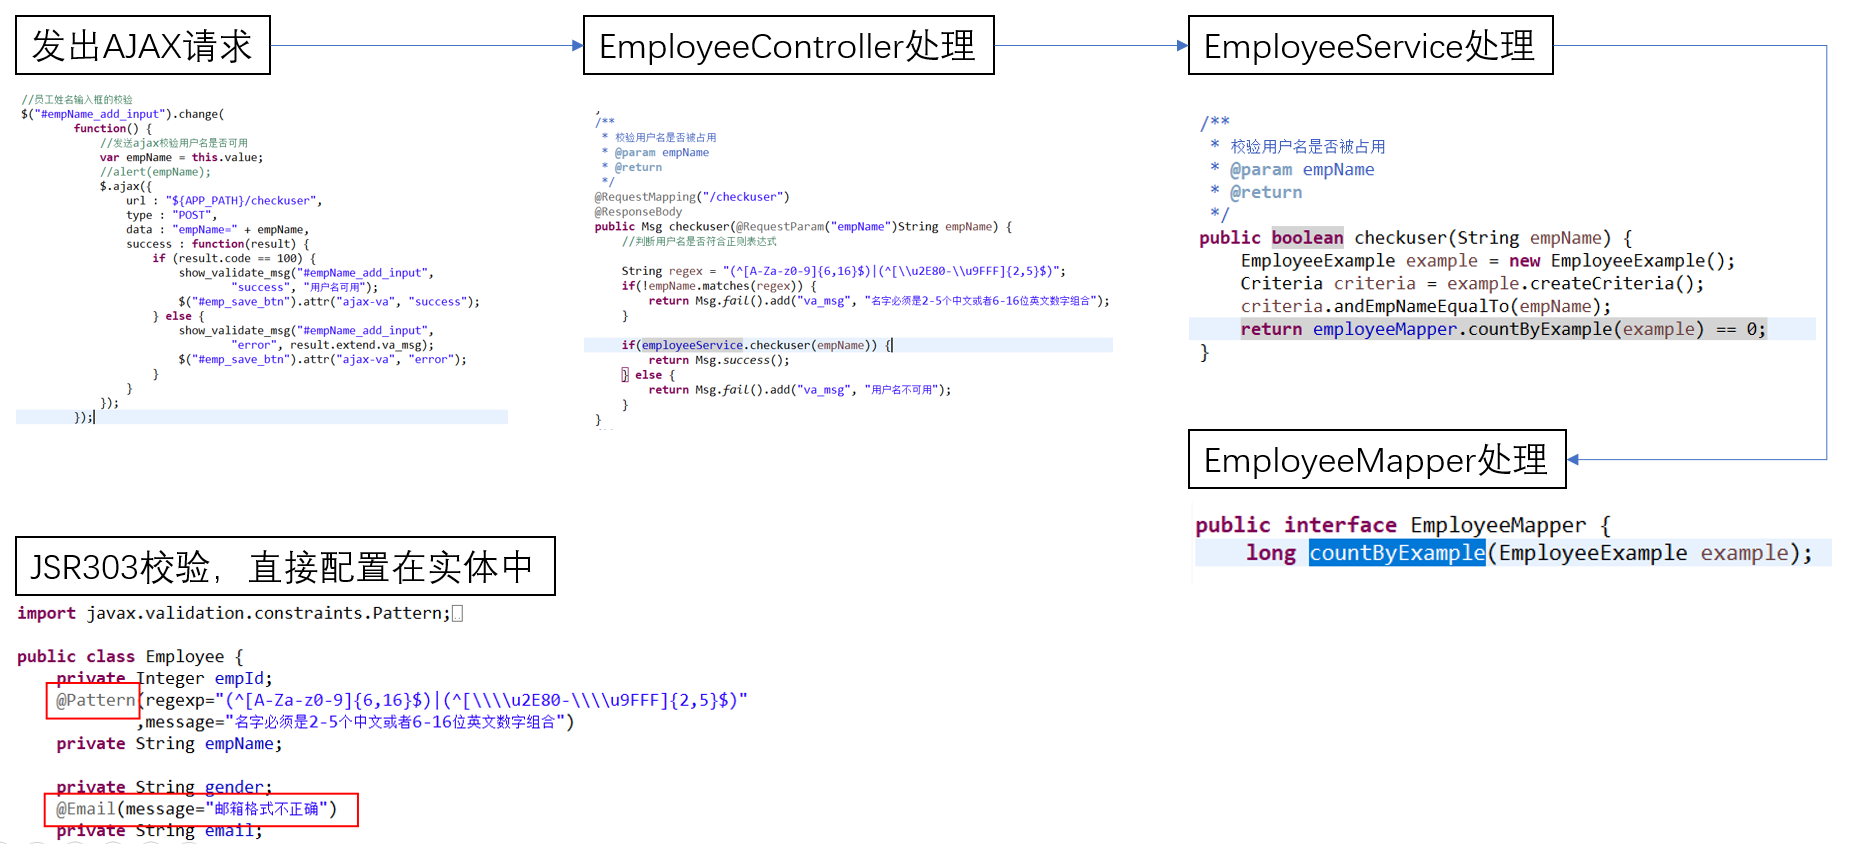 发出AJAX请求
//员工姓名输入框的校验
$("#empName_add_input").change(
function() {
//发送ajax校验用户名是否可用
var empName = this.value;
//alert(empName);
$.ajax({
url : "${APP_PATH}/checkuser",
type : "POST",
data : "empName=" + empName,
success : function(result) {
if (result.code == 100) {
show_validate_msg("#empName_add_input",
"success", "用户名可用");
$("#emp_save_btn").attr("ajax-va", "success");
} else {
show_validate_msg("#empName_add_input",
"error", result.extend.va_msg);
$("#emp_save_btn").attr("ajax-va", "error");
}
}
});
});
EmployeeController处理
/**
* 校验用户名是否被占用
* @param empName
* @return
*/
@RequestMapping("/checkuser")
@ResponseBody
public Msg checkuser(@RequestParam("empName")String empName) {
//判断用户名是否符合正则表达式
String regex = "(^[A-Za-z0-9]{6,16}$)|(^[\\u2E80-\\u9FFF]{2,5}$)";
if(!empName.matches(regex)) {
return Msg.fail().add("va_msg", "名字必须是2-5个中文或者6-16位英文数字组合");
}
if(employeeService.checkuser(empName)) {
return Msg.success();
} else {
return Msg.fail().add("va_msg", "用户名不可用");
}
}
EmployeeService处理
/**
* 校验用户名是否被占用
* @param empName
* @return
*/
public boolean checkuser(String empName) {
EmployeeExample example = new EmployeeExample();
Criteria criteria = example.createCriteria();
criteria.andEmpNameEqualTo(empName);
return employeeMapper.countByExample(example) == 0;
}
EmployeeMapper处理
public interface EmployeeMapper {
long countByExample(EmployeeExample example);
JSR303校验，直接配置在实体中
import javax.validation.constraints.Pattern;
public class Employee {
private Integer empId;
@Pattern(regexp="(^[A-Za-z0-9]{6,16}$)|(^[\\\\u2E80-\\\\u9FFF]{2,5}$)"
,message="名字必须是2-5个中文或者6-16位英文数字组合")
private String empName;
private String gender;
@Email(message="邮箱格式不正确")
private String email;